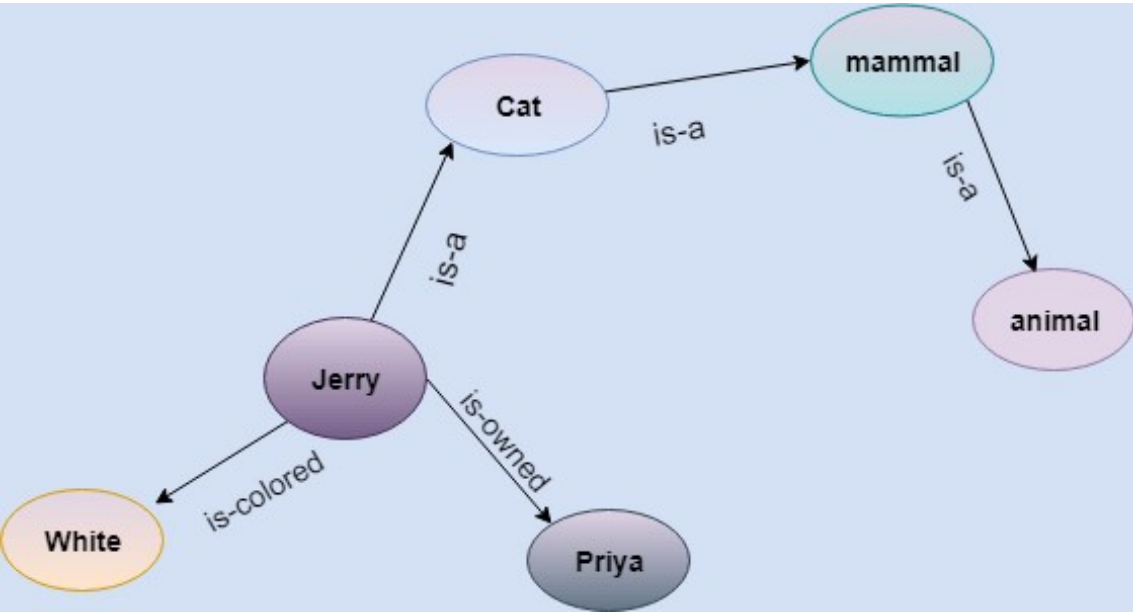 mammal
Cat
is-a
is-a
is-a
animal
Jerry
is-owned
is-colored
White
Priya